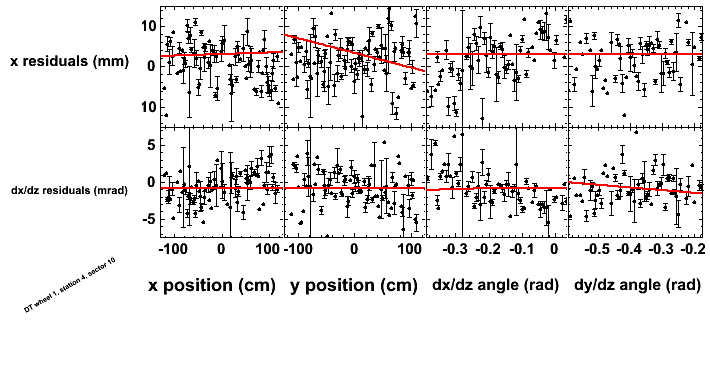 10
x residuals (mm)
0
10
5
dx/dz residuals (mrad)
0
-5
-100 0 100 -100 0 100 -0.3 -0.2 -0.1 0 -0.5 -0.4 -0.3 -0.2
x position (cm) y position (cm) dx/dz angle (rad) dy/dz angle (rad)
DT wheel 1, station 4, sector 10